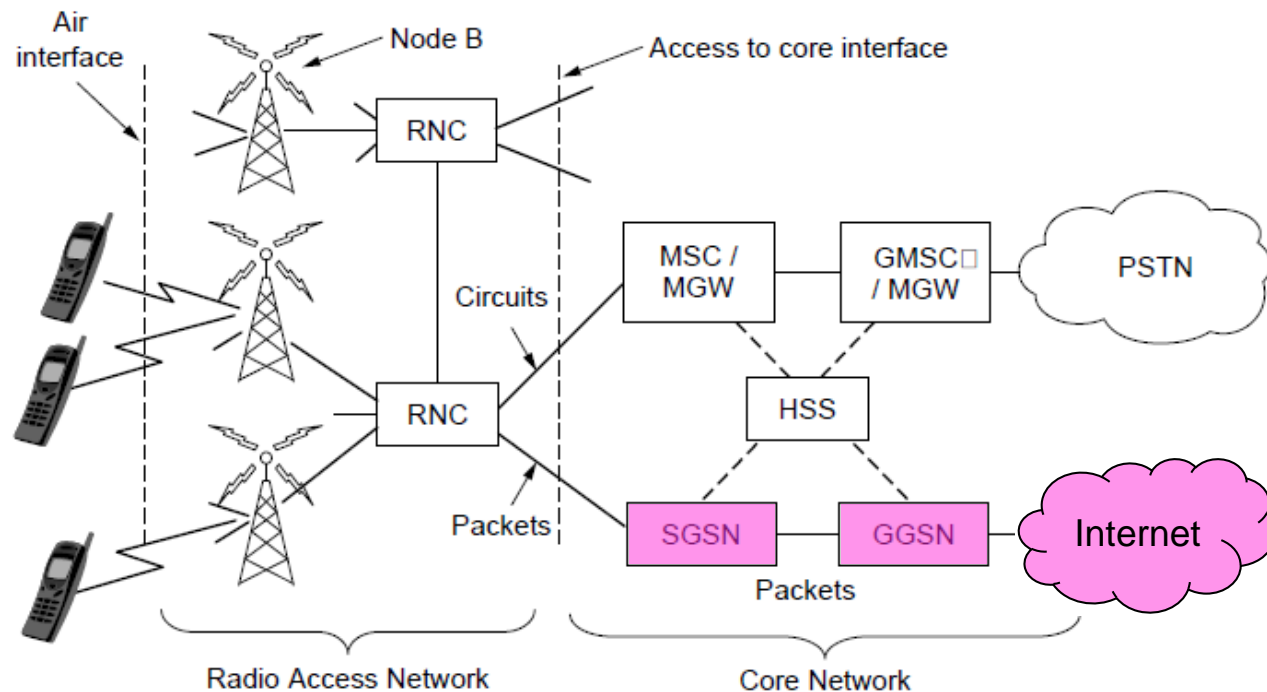 Air
interface
Node B
Access to core interface
RNC
MSC /
MGW
GMSC□
/ MGW
PSTN
Circuits
RNC
HSS
Packets
SGSN
GGSN
Internet
Packets
Radio Access Network
Core Network